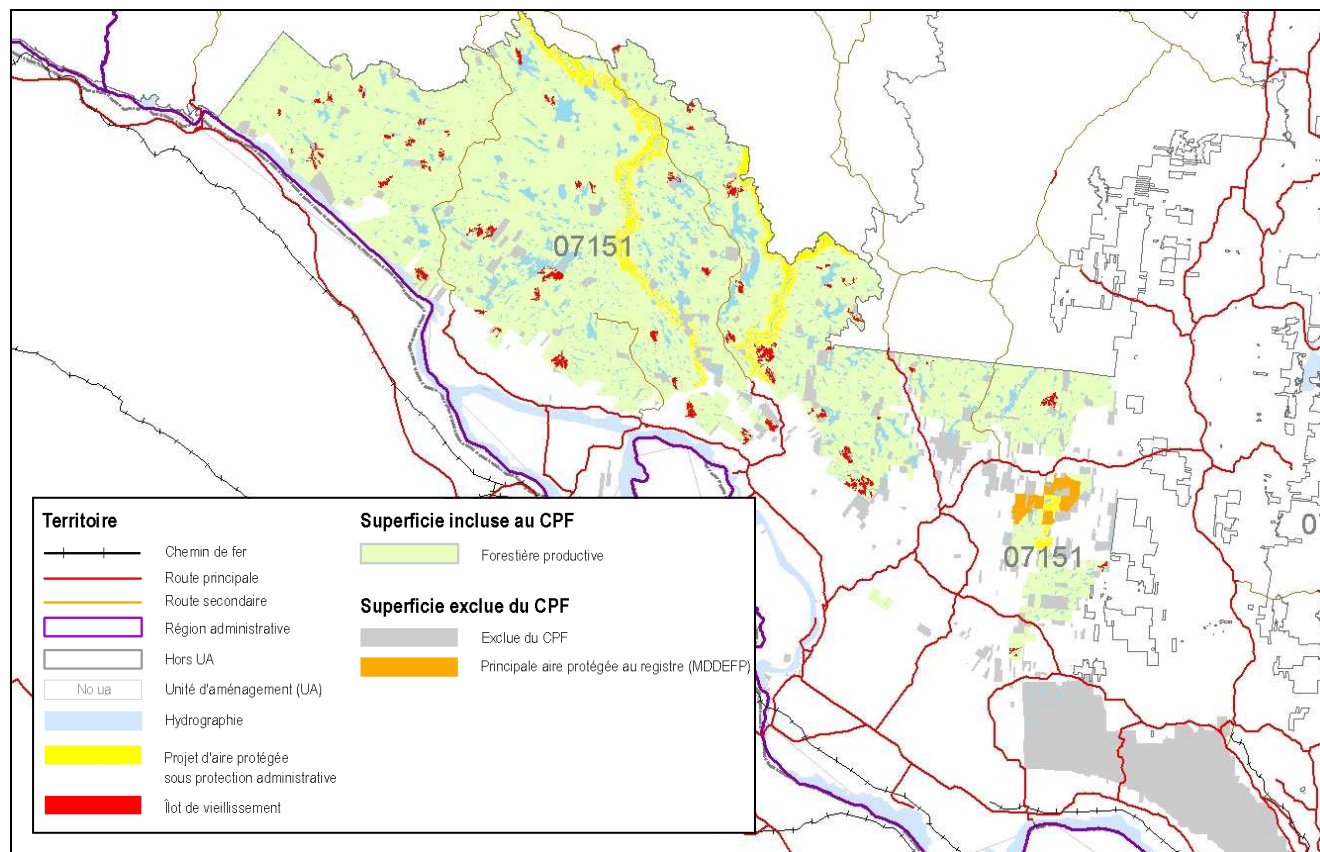 07151
07151
0
Territoire
Chemin de fer
Route principale
Route secondaire
Région administrative
Hors UA
No ua
Unité d'aménagement (UA)
Hydrographie
Projet d'aire protégée
sous protection administrative
Îlot de vieillissement
Superficie incluse au CPF
Forestière productive
Superficie exclue du CPF
Exclue du CPF
Principale aire protégée au registre (MDDEFP)